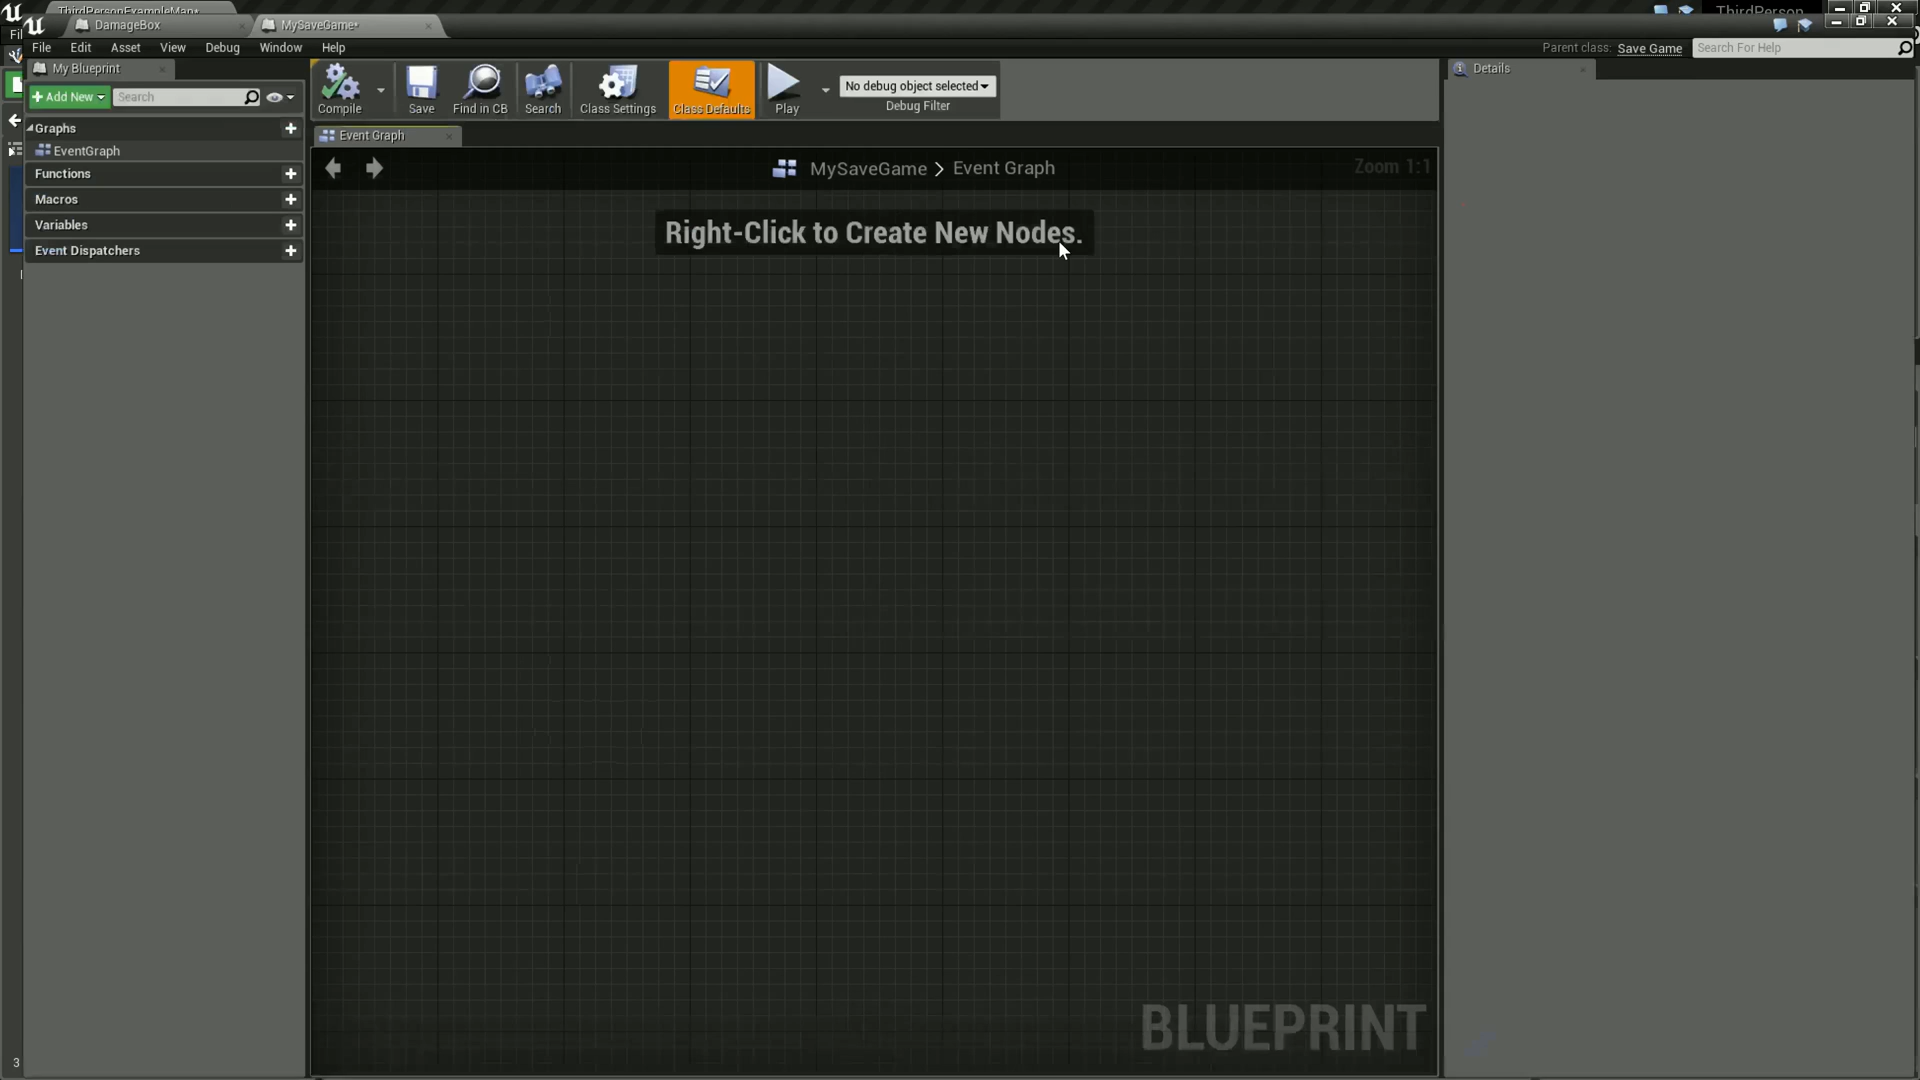 ThirdPersonExampleMap*
ThirdPerson
DamageBox
MySaveGame*
File
Edit
Asset
View
Debug
Window
Help
Parent class: Save Game
Search For Help
My Blueprint
Add New
Search
Graphs
EventGraph
Functions
Macros
Variables
Event Dispatchers
Compile
Save
Find in CB
Search
Class Settings
Class Defaults
Play
No debug object selected
Debug Filter
Details
Event Graph
MySaveGame > Event Graph
Zoom 1:1
Right-Click to Create New Nodes.
BLUEPRINT
3